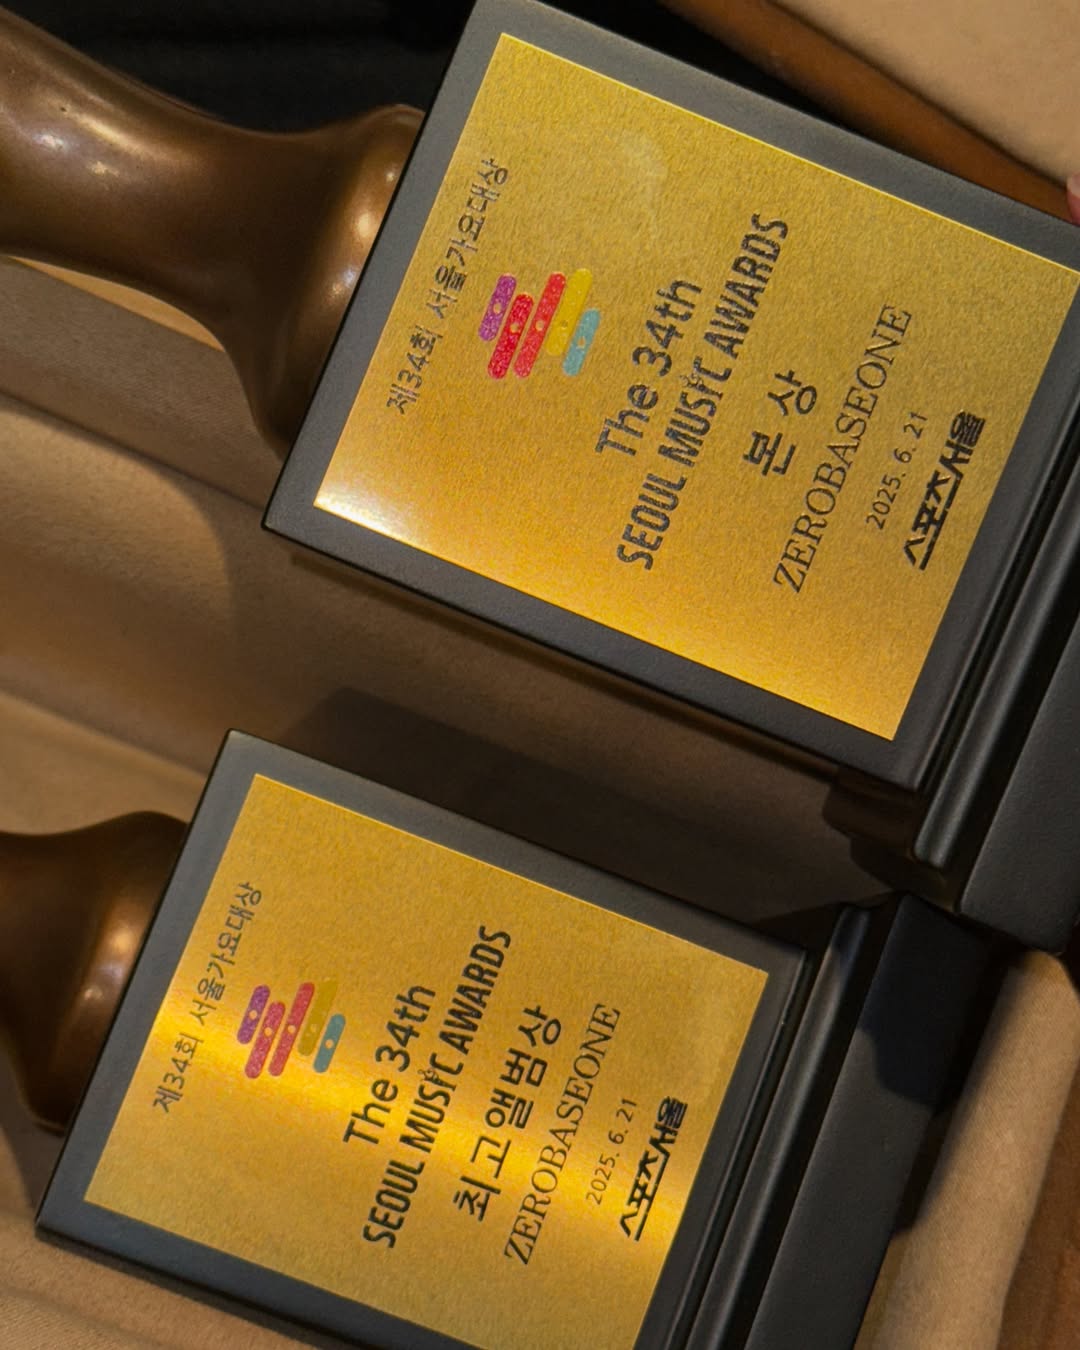 제34회 서울가요대상
The 34th
SEOUL MUSIC AWARDS
본 상
ZEROBASEONE
2025. 6. 21
스포츠서울
제34회 서울가요대상
The 34th
SEOUL MUSIC AWARDS
최고앨범상
ZEROBASEONE
2025. 6. 21
스포츠서울